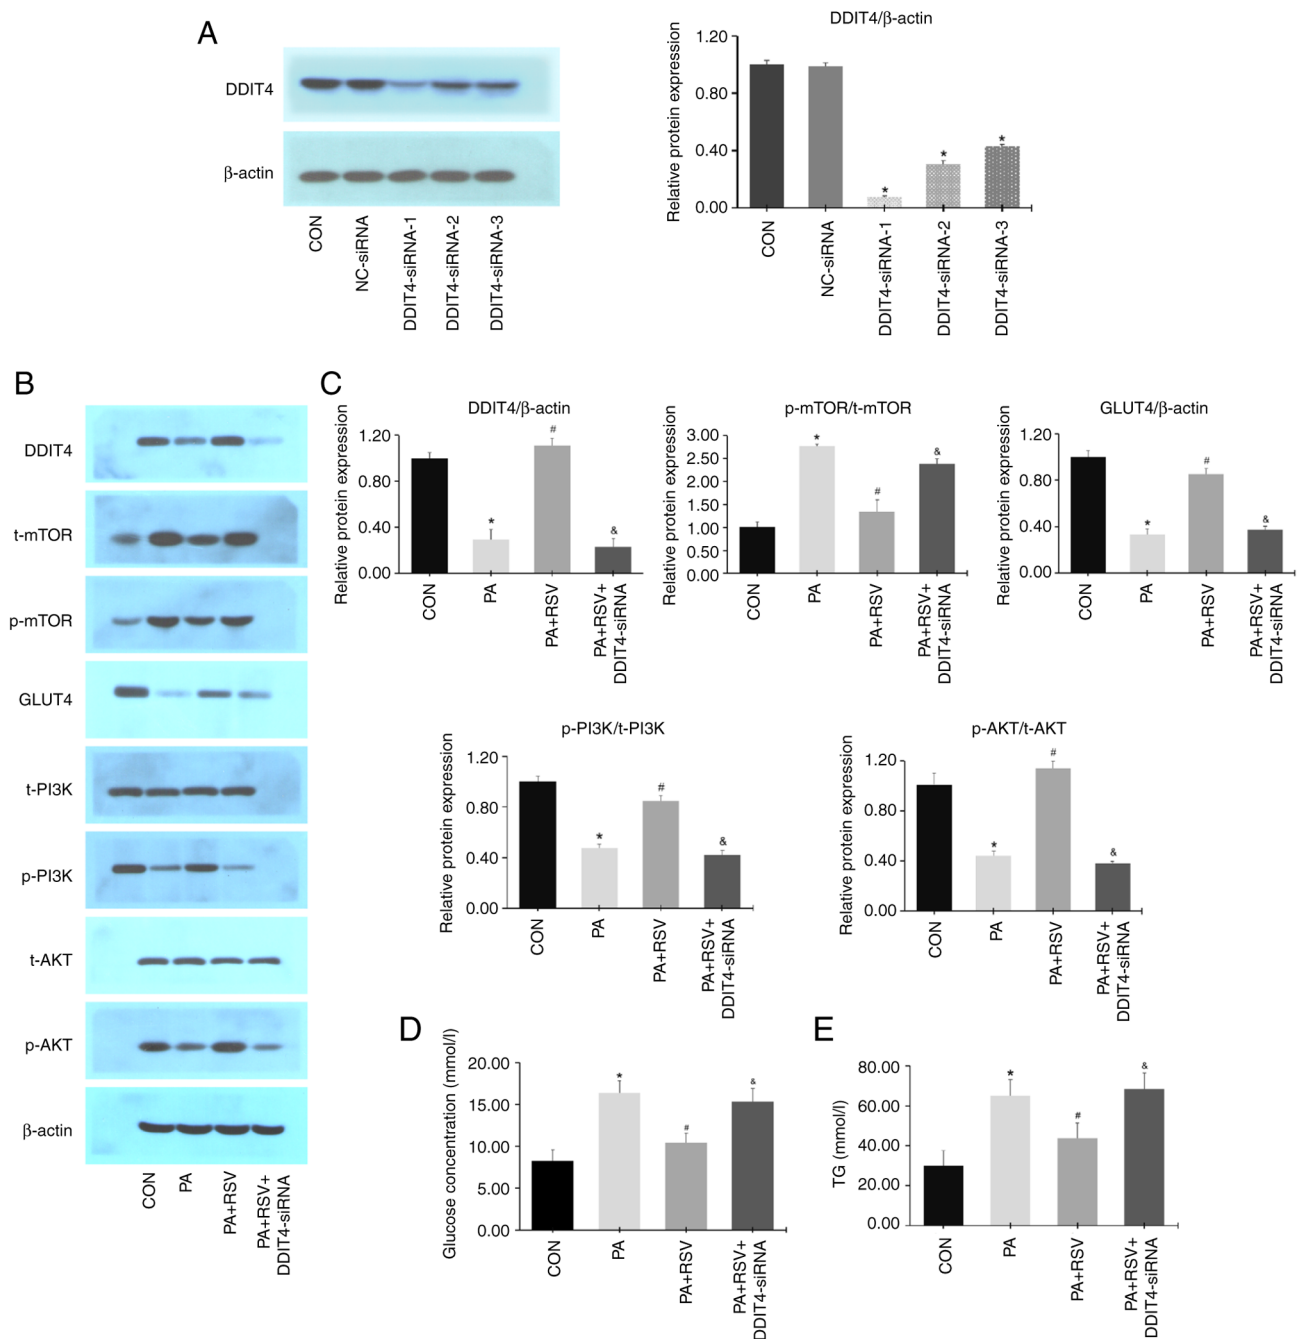 A
DDIT4
β-actin
CON
NC-siRNA
DDIT4-siRNA-1
DDIT4-siRNA-2
DDIT4-siRNA-3
DDIT4/β-actin
Relative protein expression
1.20
0.80
0.40
0.00
*
*
*
CON
NC-siRNA
DDIT4-siRNA-1
DDIT4-siRNA-2
DDIT4-siRNA-3
B
DDIT4
t-mTOR
p-mTOR
GLUT4
t-PI3K
p-PI3K
t-AKT
p-AKT
β-actin
CON
PA
PA+RSV
PA+RSV+
DDIT4-siRNA
C
DDIT4/β-actin
Relative protein expression
1.20
0.80
0.40
0.00
*
#
&
CON
PA
PA+RSV
PA+RSV+
DDIT4-siRNA
p-mTOR/t-mTOR
Relative protein expression
3.00
2.50
2.00
1.50
1.00
0.50
0.00
*
#
&
CON
PA
PA+RSV
PA+RSV+
DDIT4-siRNA
GLUT4/β-actin
Relative protein expression
1.20
0.80
0.40
0.00
*
#
&
CON
PA
PA+RSV
PA+RSV+
DDIT4-siRNA
p-PI3K/t-PI3K
Relative protein expression
1.20
0.80
0.40
0.00
*
#
&
CON
PA
PA+RSV
PA+RSV+
DDIT4-siRNA
p-AKT/t-AKT
Relative protein expression
1.20
0.80
0.40
0.00
*
#
&
CON
PA
PA+RSV
PA+RSV+
DDIT4-siRNA
D
Glucose concentration (mmol/l)
20.00
15.00
10.00
5.00
0.00
*
#
&
CON
PA
PA+RSV
PA+RSV+
DDIT4-siRNA
E
TG (mmol/l)
80.00
60.00
40.00
20.00
0.00
*
#
&
CON
PA
PA+RSV
PA+RSV+
DDIT4-siRNA